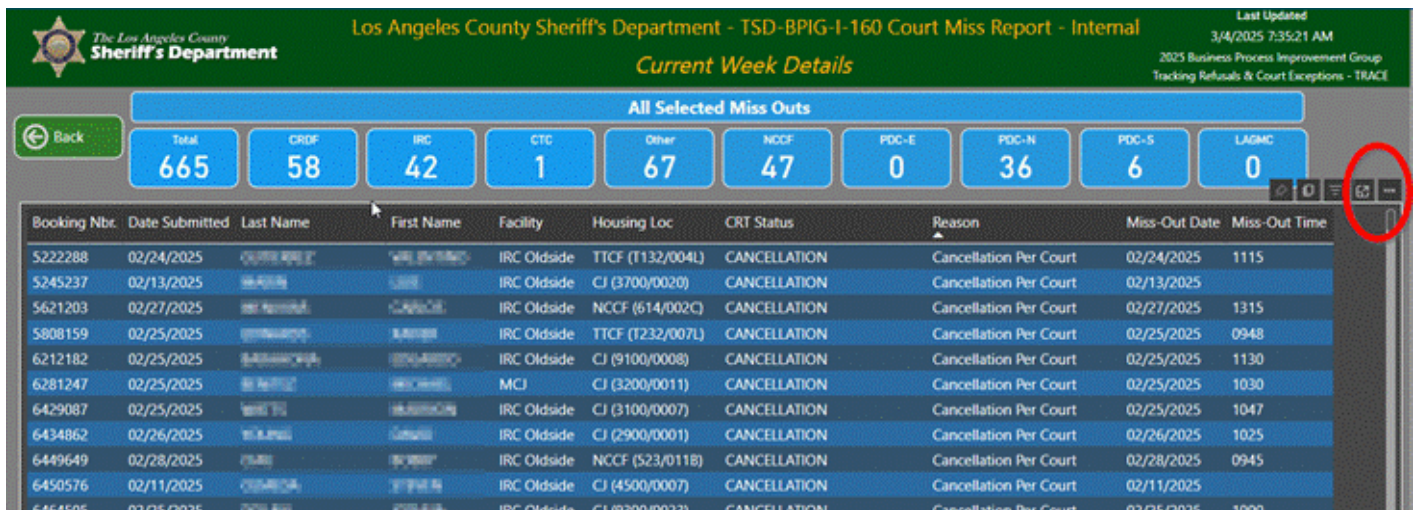 The Los Angeles County
Sheriff's Department
Los Angeles County Sheriff's Department - TSD-BPIG-I-160 Court Miss Report - Internal
Current Week Details
Last Updated
3/4/2025 7:35:21 AM
2025 Business Process Improvement Group
Tracking Refusals & Court Exceptions - TRACE
Back
All Selected Miss Outs
Total CRDF IRC CTC Other NCCF PDC-E PDC-N PDC-S LAGMC
665 58 42 1 67 47 0 36 6 0
Booking Nbr. Date Submitted Last Name First Name Facility Housing Loc CRT Status Reason Miss-Out Date Miss-Out Time
5222288 02/24/2025 IRC Oldside TTCF (T132/004L) CANCELLATION Cancellation Per Court 02/24/2025 1115
5245237 02/13/2025 IRC Oldside CJ (3700/0020) CANCELLATION Cancellation Per Court 02/13/2025
5621203 02/27/2025 IRC Oldside NCCF (614/002C) CANCELLATION Cancellation Per Court 02/27/2025 1315
5808159 02/25/2025 IRC Oldside TTCF (T232/007L) CANCELLATION Cancellation Per Court 02/25/2025 0948
6212182 02/25/2025 IRC Oldside CJ (9100/0008) CANCELLATION Cancellation Per Court 02/25/2025 1130
6281247 02/25/2025 MCJ CJ (3200/0011) CANCELLATION Cancellation Per Court 02/25/2025 1030
6429087 02/25/2025 IRC Oldside CJ (3100/0007) CANCELLATION Cancellation Per Court 02/25/2025 1047
6434862 02/26/2025 IRC Oldside CJ (2900/0001) CANCELLATION Cancellation Per Court 02/26/2025 1025
6449649 02/28/2025 IRC Oldside NCCF (523/011B) CANCELLATION Cancellation Per Court 02/28/2025 0945
6450576 02/11/2025 IRC Oldside CJ (4500/0007) CANCELLATION Cancellation Per Court 02/11/2025